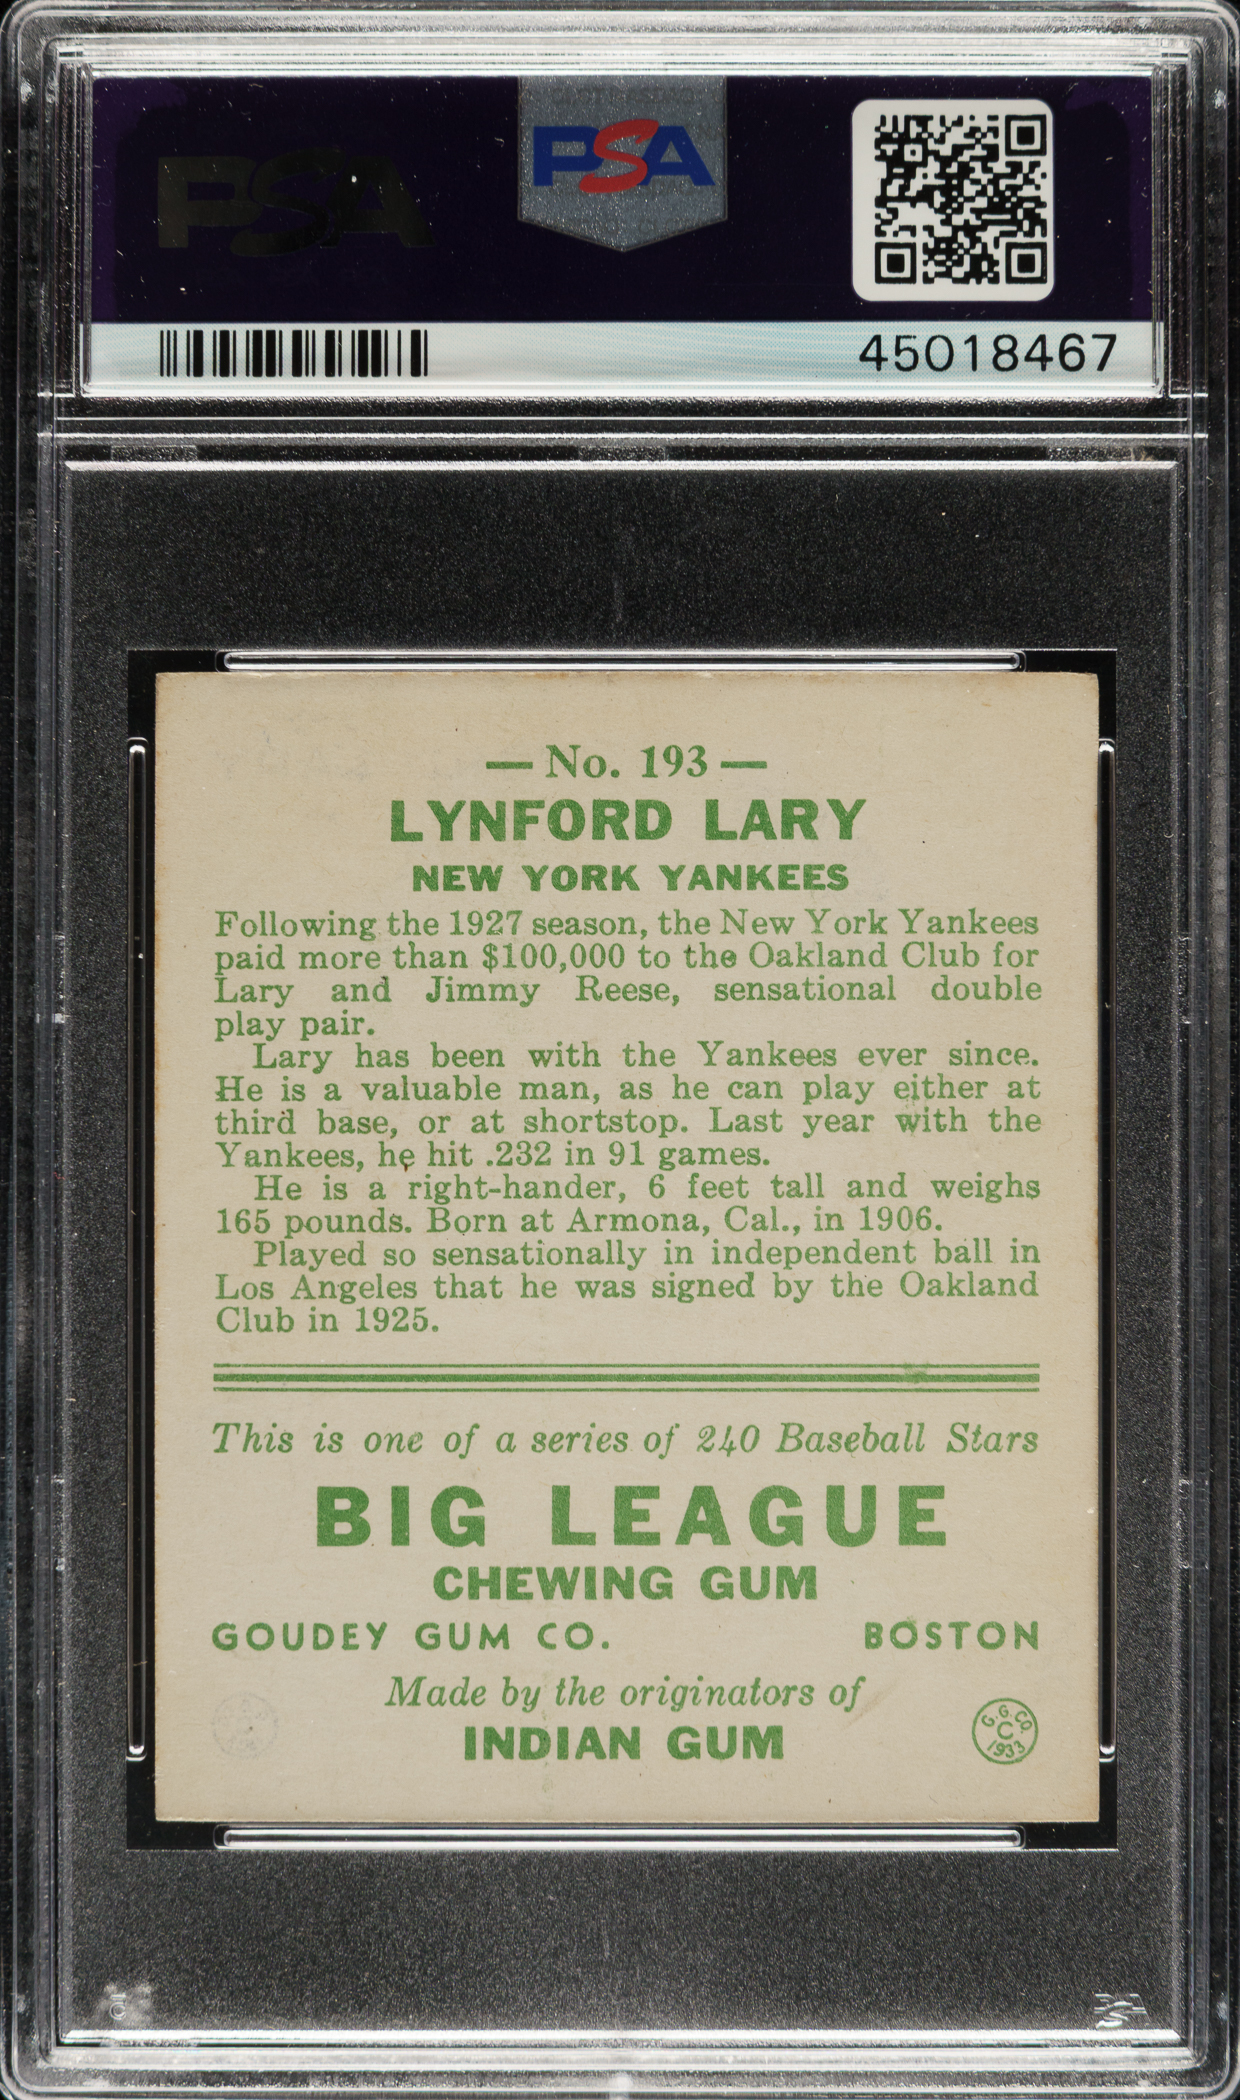 PSA
PSA
45018467
— No. 193 —
LYNFORD LARY
NEW YORK YANKEES
Following the 1927 season, the New York Yankees
paid more than $100,000 to the Oakland Club for
Lary and Jimmy Reese, sensational double
play pair.
Lary has been with the Yankees ever since.
He is a valuable man, as he can play either at
third base, or at shortstop. Last year with the
Yankees, he hit .232 in 91 games.
He is a right-hander, 6 feet tall and weighs
165 pounds. Born at Armona, Cal., in 1906.
Played so sensationally in independent ball in
Los Angeles that he was signed by the Oakland
Club in 1925.
This is one of a series of 240 Baseball Stars
BIG LEAGUE
CHEWING GUM
GOUDEY GUM CO. BOSTON
Made by the originators of
INDIAN GUM
G.G.CO.
C
1933